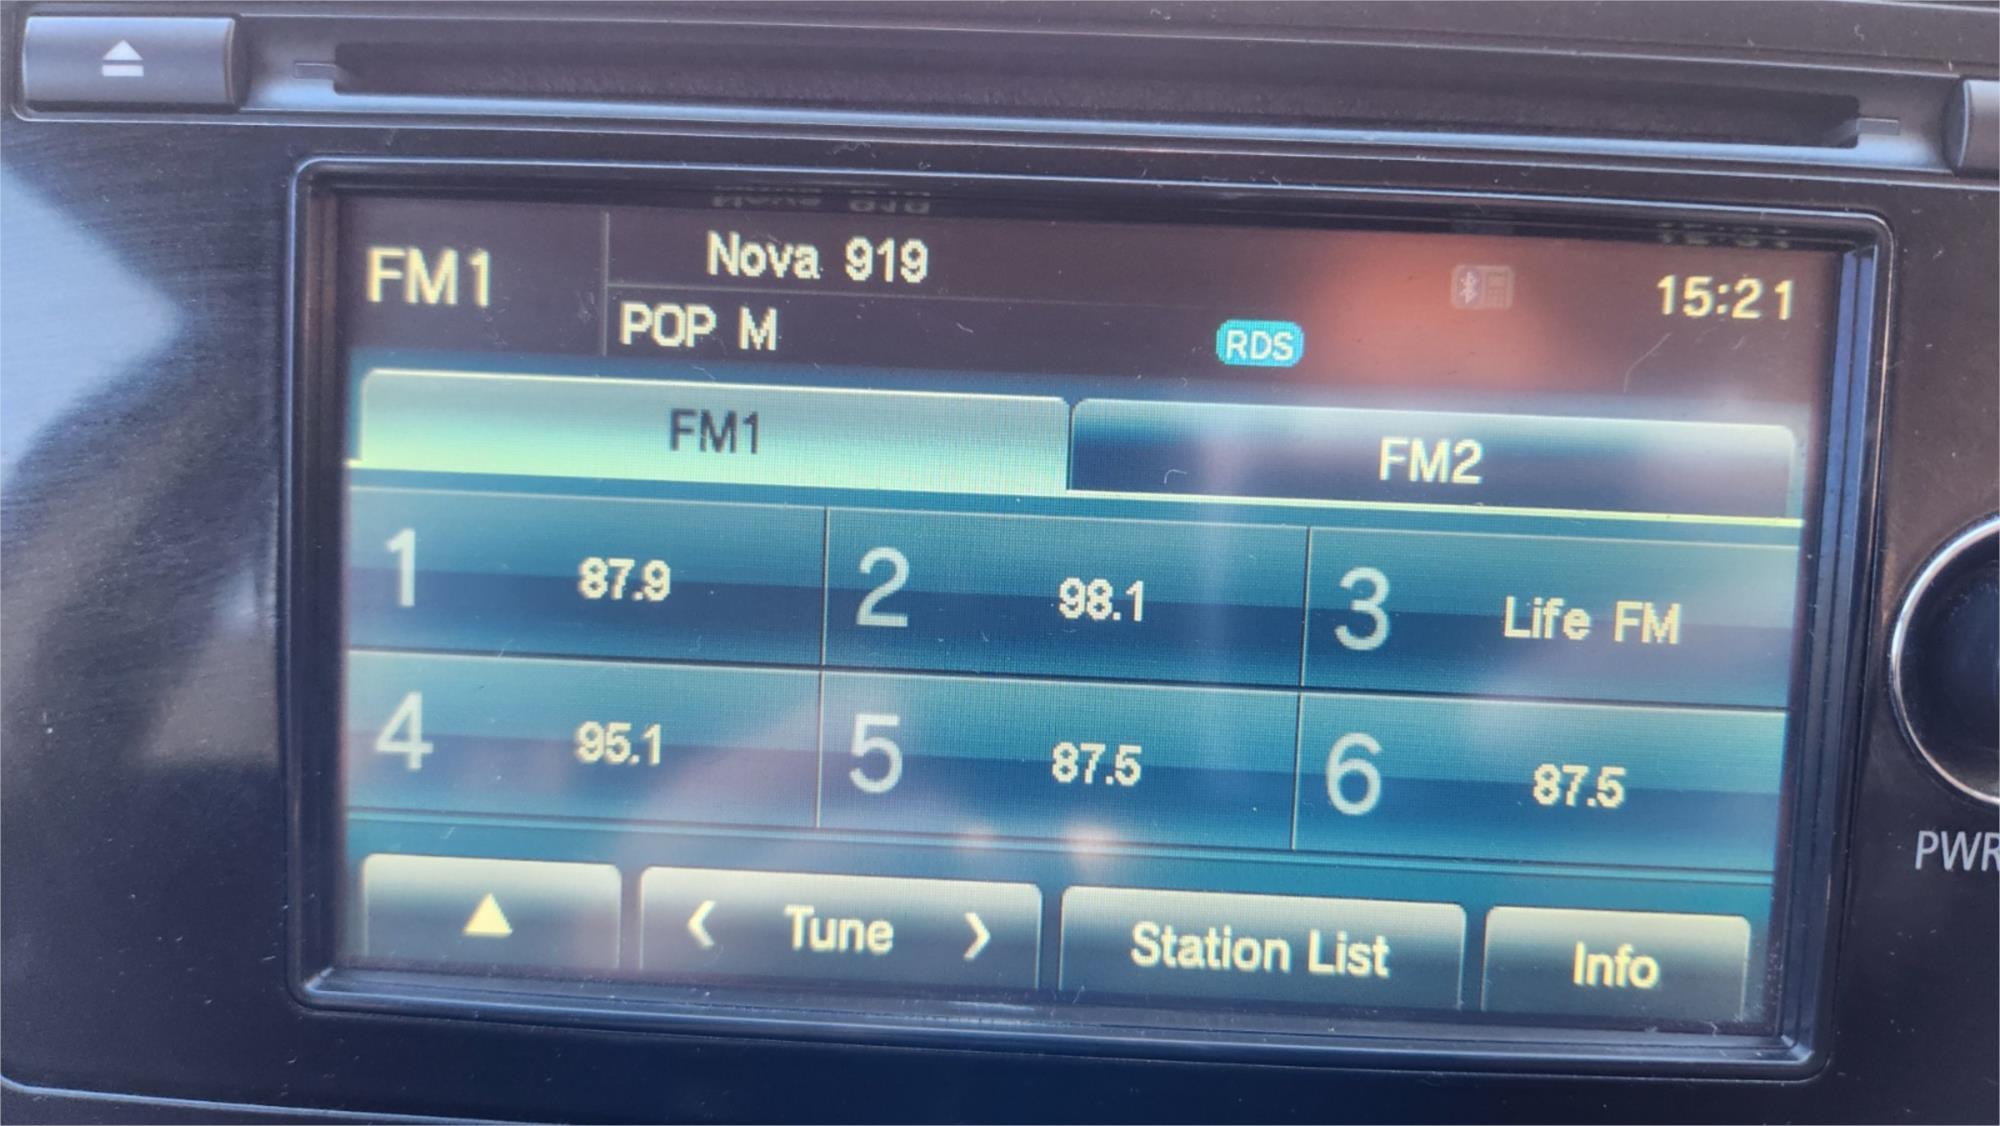 FM1
Nova 919
15:21
POP M
RDS
FM1
FM2
1 87.9
2 98.1
3 Life FM
4 95.1
5 87.5
6 87.5
Tune
Station List
Info
PWR